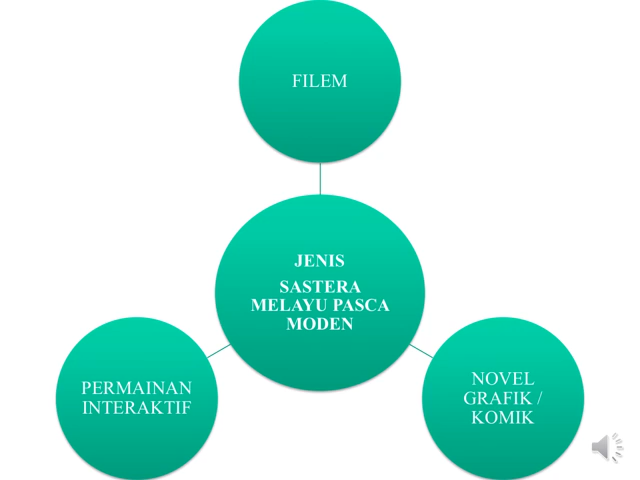 FILEM
JENIS
SASTERA
MELAYU PASCA
MODEN
PERMAINAN
INTERAKTIF
NOVEL
GRAFIK /
KOMIK